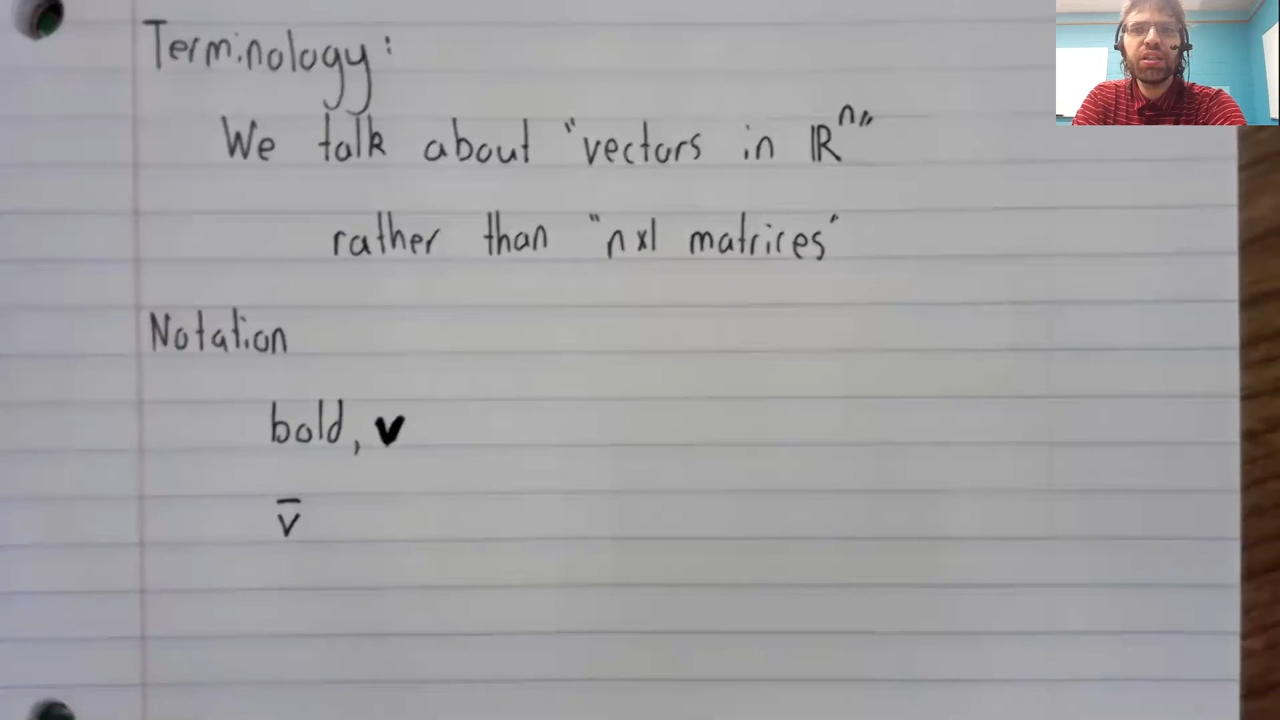 Terminology:
We talk about "vectors in ℝⁿ"
rather than "n×1 matrices"
Notation
bold, 𝐯
v̅